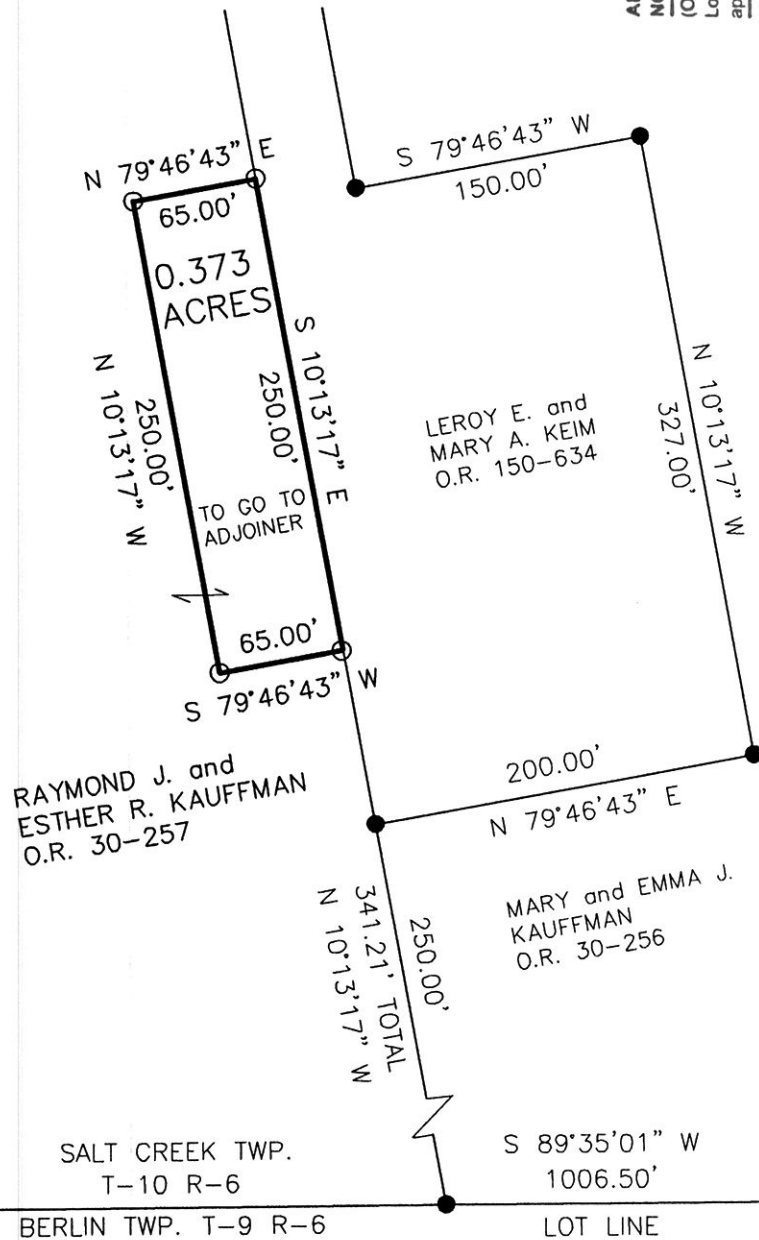 N 79°46'43" E
65.00'
0.373
ACRES
S 79°46'43" W
150.00'
N 10°13'17" W
250.00'
S 10°13'17" E
250.00'
TO GO TO
ADJOINER
LEROY E. and
MARY A. KEIM
O.R. 150-634
N 10°13'17" W
327.00'
65.00'
S 79°46'43" W
RAYMOND J. and
ESTHER R. KAUFFMAN
O.R. 30-257
200.00'
N 79°46'43" E
MARY and EMMA J.
KAUFFMAN
O.R. 30-256
250.00'
341.21' TOTAL
N 10°13'17" W
SALT CREEK TWP.
T-10 R-6
S 89°35'01" W
1006.50'
BERLIN TWP. T-9 R-6
LOT LINE